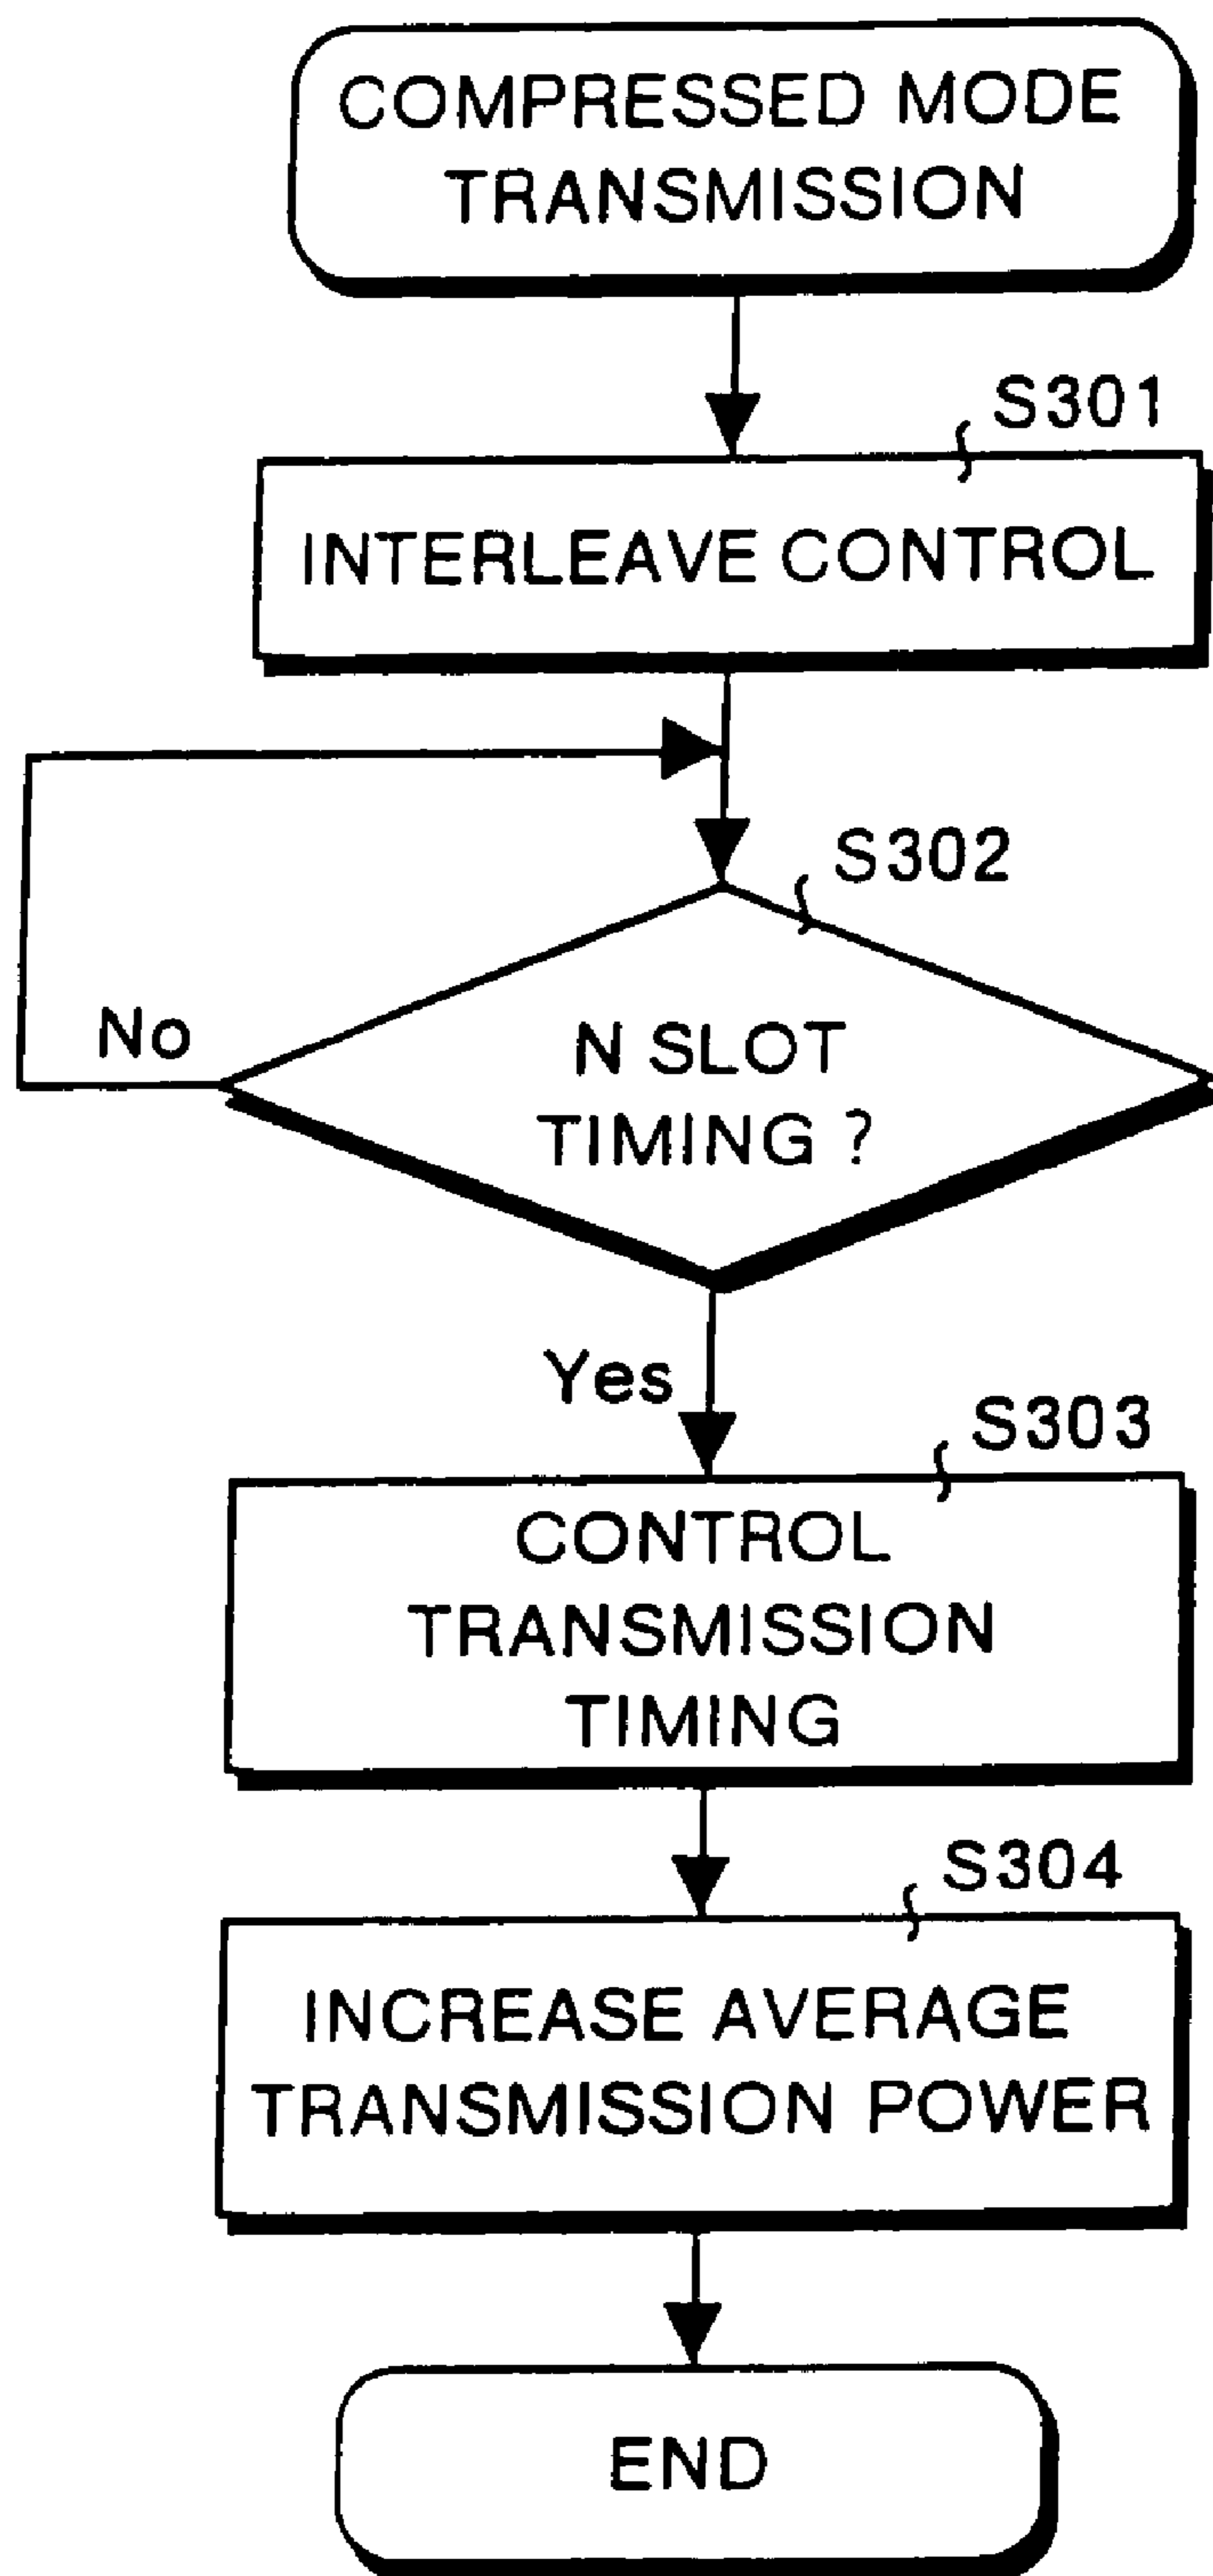 COMPRESSED MODE
TRANSMISSION
S301
INTERLEAVE CONTROL
S302
No
N SLOT
TIMING ?
Yes
S303
CONTROL
TRANSMISSION
TIMING
S304
INCREASE AVERAGE
TRANSMISSION POWER
END